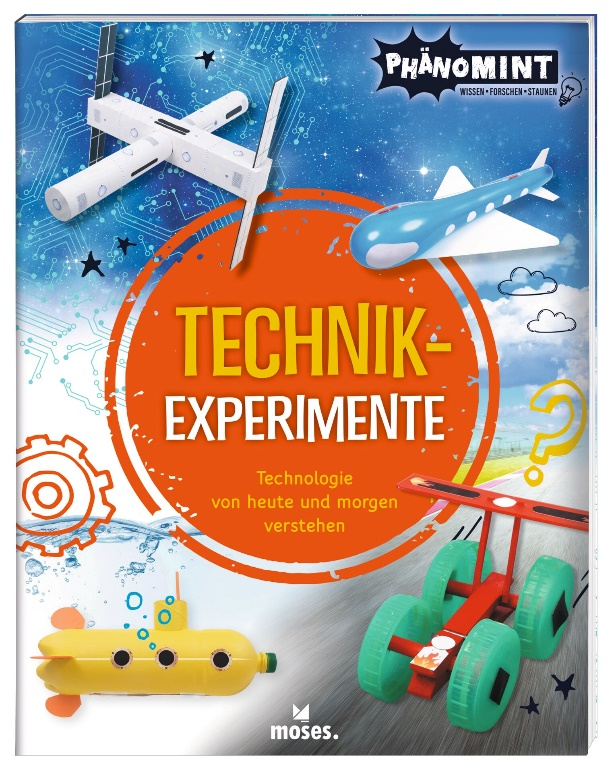 PHÄNOMINT
WISSEN • FORSCHEN • STAUNEN
TECHNIK-
EXPERIMENTE
Technologie
von heute und morgen
verstehen
moses.